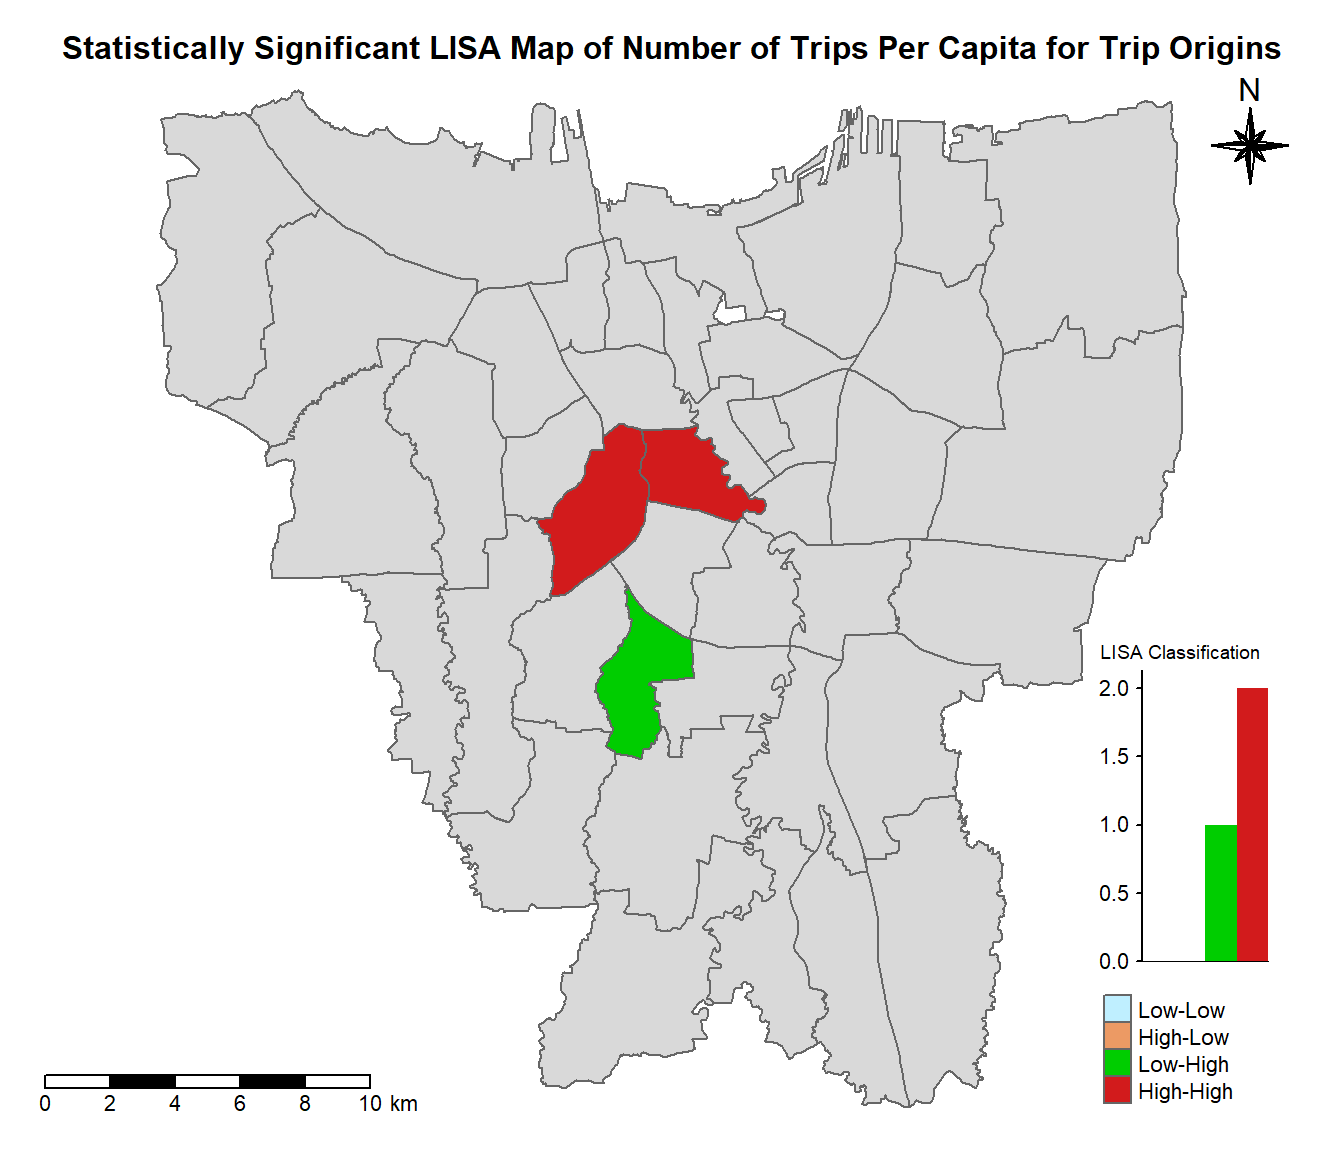 Statistically Significant LISA Map of Number of Trips Per Capita for Trip Origins
N
LISA Classification
2.0
1.5
1.0
0.5
0.0
Low-Low
High-Low
Low-High
High-High
0 2 4 6 8 10 km